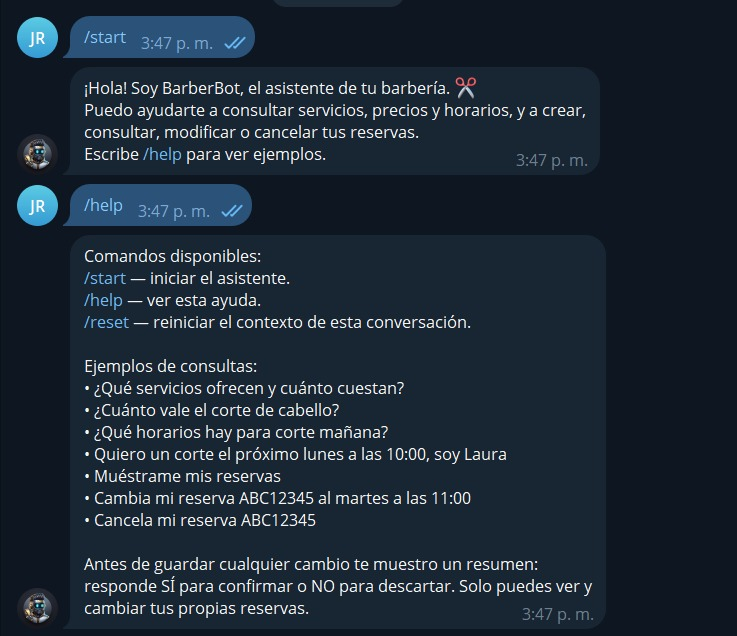 JR
/start 3:47 p. m.
¡Hola! Soy BarberBot, el asistente de tu barbería. ✂️
Puedo ayudarte a consultar servicios, precios y horarios, y a crear,
consultar, modificar o cancelar tus reservas.
Escribe /help para ver ejemplos.
3:47 p. m.
JR
/help 3:47 p. m.
Comandos disponibles:
/start — iniciar el asistente.
/help — ver esta ayuda.
/reset — reiniciar el contexto de esta conversación.
Ejemplos de consultas:
• ¿Qué servicios ofrecen y cuánto cuestan?
• ¿Cuánto vale el corte de cabello?
• ¿Qué horarios hay para corte mañana?
• Quiero un corte el próximo lunes a las 10:00, soy Laura
• Muéstrame mis reservas
• Cambia mi reserva ABC12345 al martes a las 11:00
• Cancela mi reserva ABC12345
Antes de guardar cualquier cambio te muestro un resumen:
responde SÍ para confirmar o NO para descartar. Solo puedes ver y
cambiar tus propias reservas.
3:47 p. m.